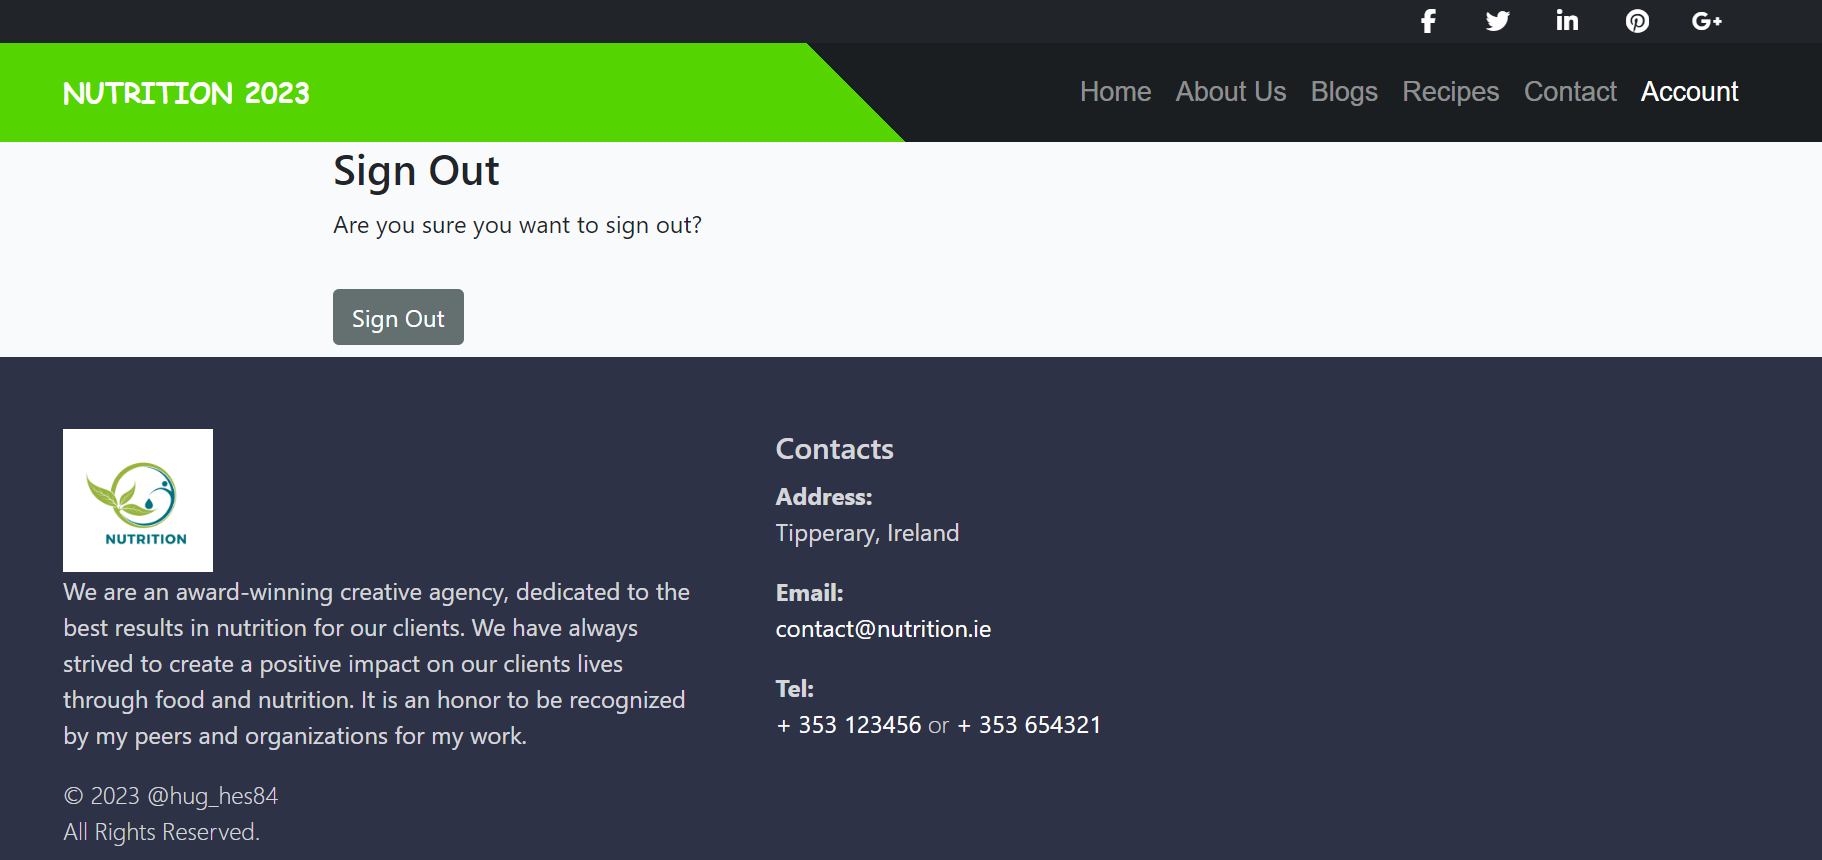 NUTRITION 2023
Home About Us Blogs Recipes Contact Account
Sign Out
Are you sure you want to sign out?
Sign Out
NUTRITION
We are an award-winning creative agency, dedicated to the
best results in nutrition for our clients. We have always
strived to create a positive impact on our clients lives
through food and nutrition. It is an honor to be recognized
by my peers and organizations for my work.
© 2023 @hug_hes84
All Rights Reserved.
Contacts
Address:
Tipperary, Ireland
Email:
contact@nutrition.ie
Tel:
+ 353 123456 or + 353 654321